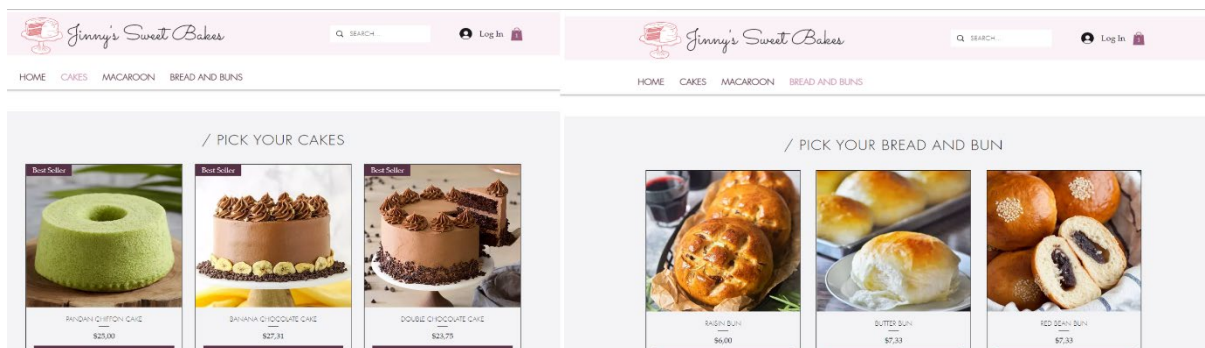 Jinny's Sweet Bakes
SEARCH...
Log In
1
HOME CAKES MACAROON BREAD AND BUNS
/ PICK YOUR CAKES
Best Seller
Best Seller
Best Seller
PANDAN CHIFFON CAKE
$25,00
BANANA CHOCOLATE CAKE
$27,31
DOUBLE CHOCOLATE CAKE
$23,75
Jinny's Sweet Bakes
SEARCH...
Log In
1
HOME CAKES MACAROON BREAD AND BUNS
/ PICK YOUR BREAD AND BUN
RAISIN BUN
$6,00
BUTTER BUN
$7,33
RED BEAN BUN
$7,33